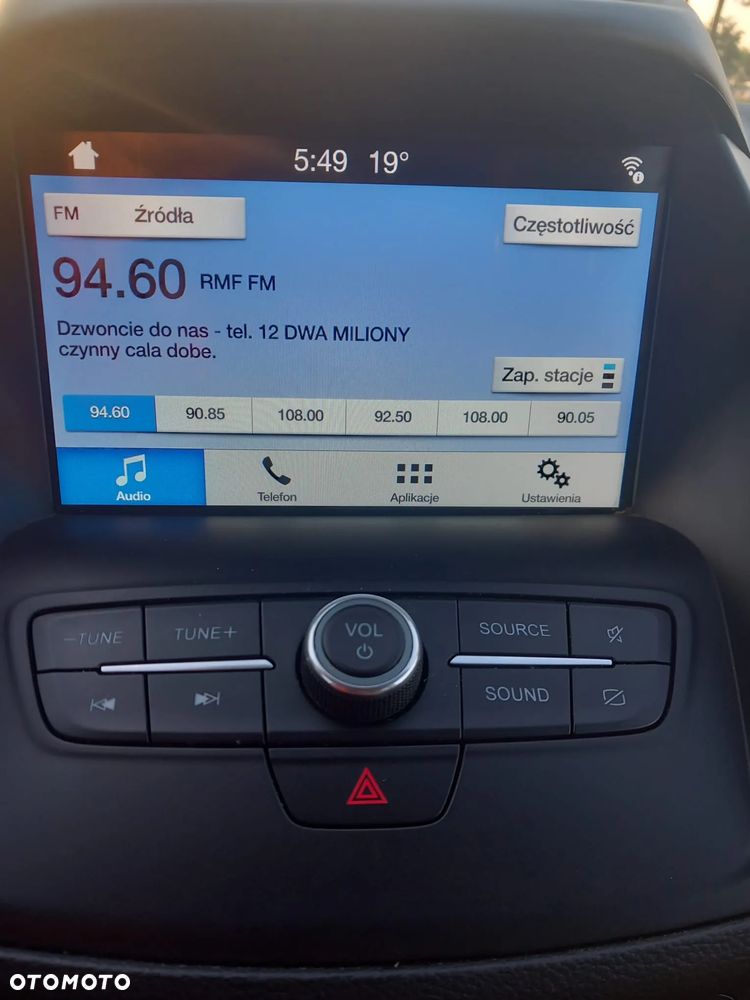 5:49 19°
FM Źródła
Częstotliwość
94.60 RMF FM
Dzwoncie do nas - tel. 12 DWA MILIONY
czynny cala dobe.
Zap. stacje
94.60 90.85 108.00 92.50 108.00 90.05
Audio Telefon Aplikacje Ustawienia
-TUNE TUNE+ VOL SOURCE
SOUND
OTOMOTO